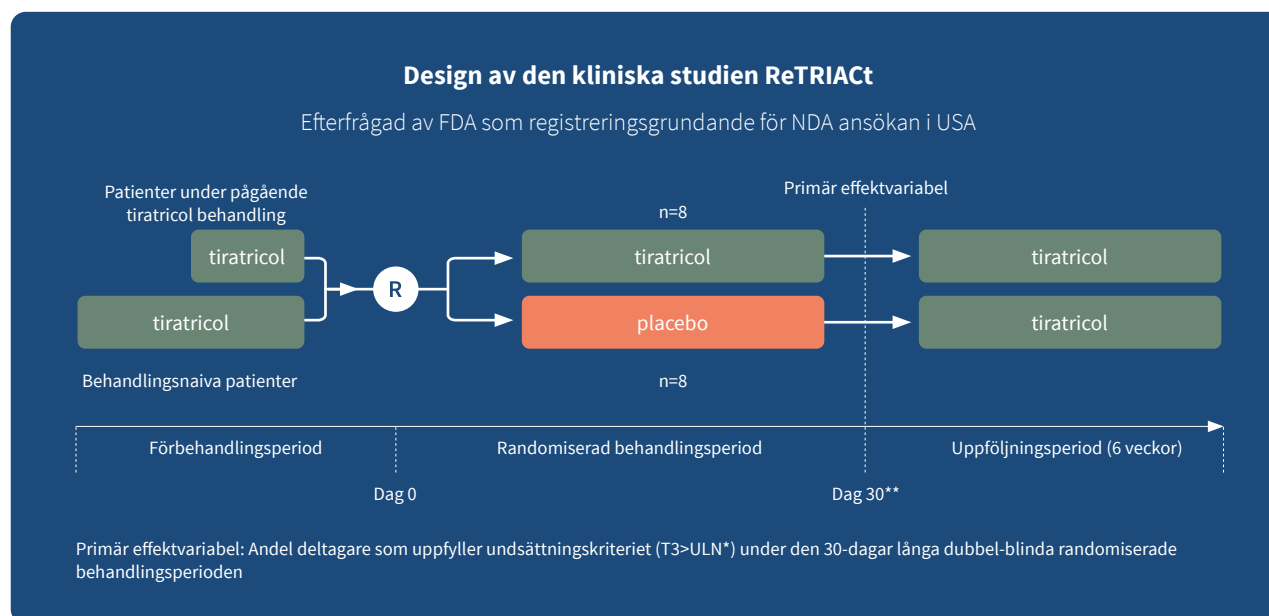 Design av den kliniska studien ReTRIACt
Efterfrågad av FDA som registreringsgrundande för NDA ansökan i USA
Patienter under pågående
tiratricol behandling
n=8
Primär effektvariabel
tiratricol
R
tiratricol
tiratricol
tiratricol
placebo
tiratricol
Behandlingsnaiva patienter
n=8
Förbehandlingsperiod
Randomiserad behandlingsperiod
Uppföljningsperiod (6 veckor)
Dag 0
Dag 30**
Primär effektvariabel: Andel deltagare som uppfyller undsättningskriteriet (T3>ULN*) under den 30-dagar långa dubbel-blinda randomiserade
behandlingsperioden